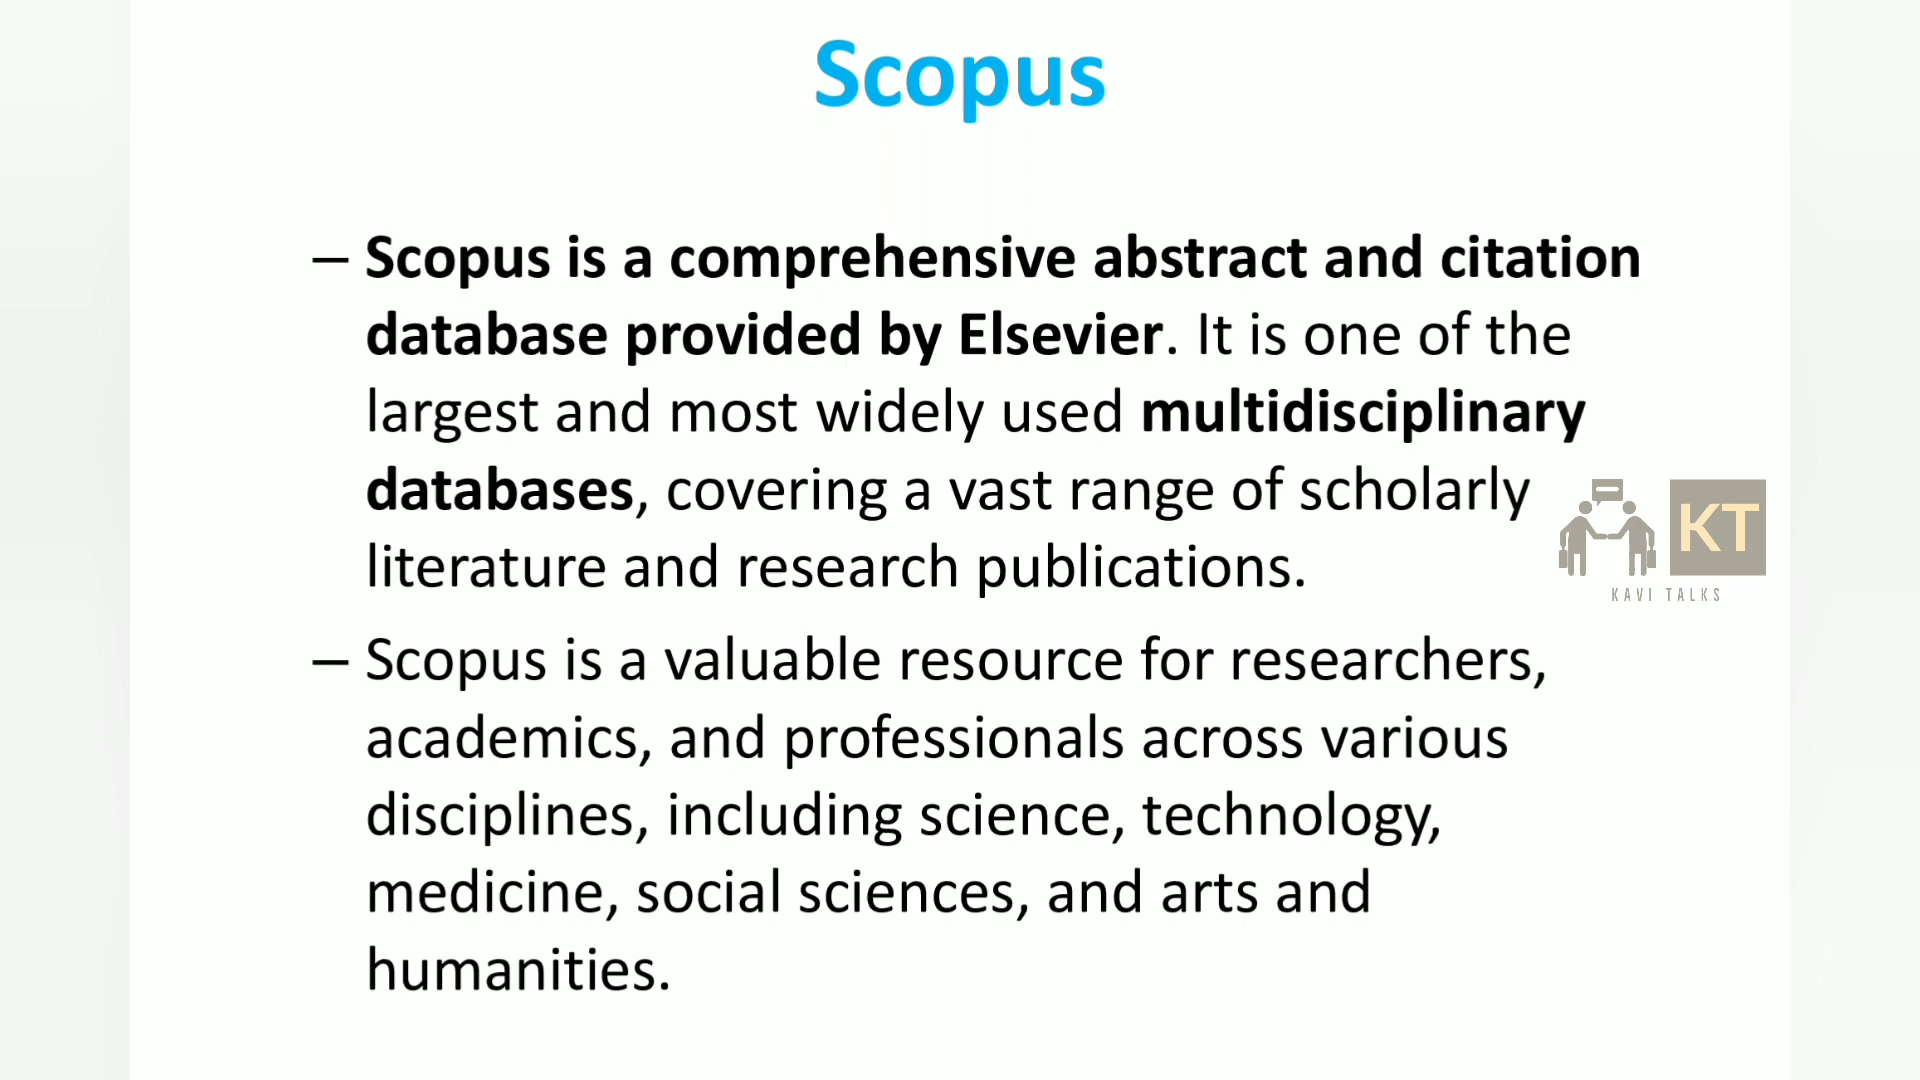 Scopus
– Scopus is a comprehensive abstract and citation
database provided by Elsevier. It is one of the
largest and most widely used multidisciplinary
databases, covering a vast range of scholarly
literature and research publications.
KT
KAVI TALKS
– Scopus is a valuable resource for researchers,
academics, and professionals across various
disciplines, including science, technology,
medicine, social sciences, and arts and
humanities.